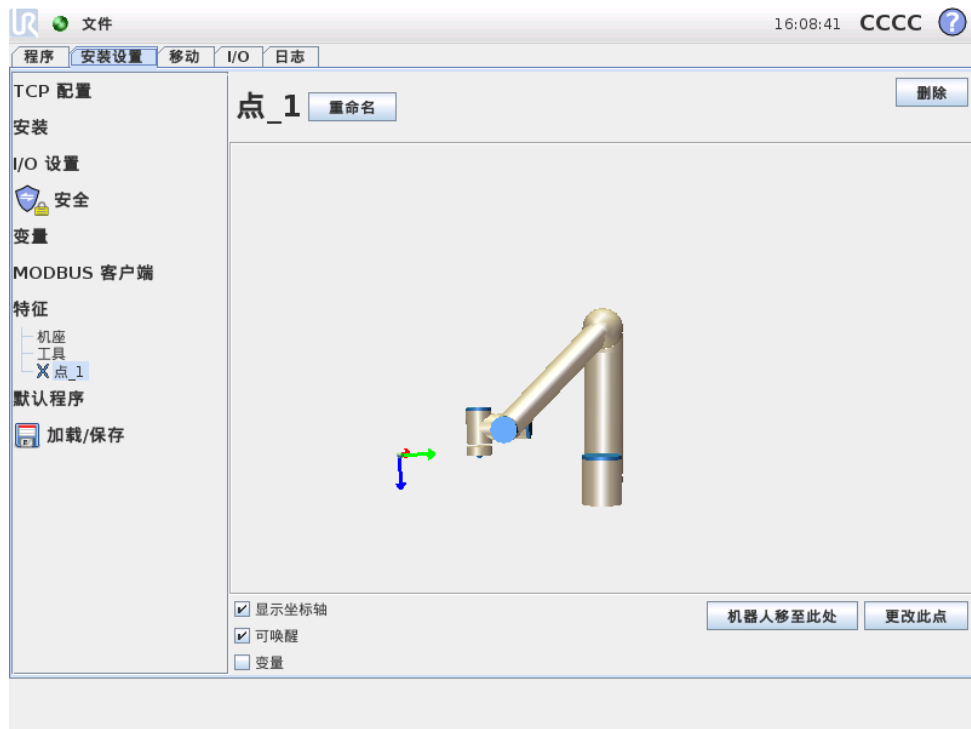 UR 文件 16:08:41 CCCC ?
程序 安装设置 移动 I/O 日志
TCP 配置
安装
I/O 设置
安全
变量
MODBUS 客户端
特征
机座
工具
点_1
默认程序
加载/保存
点_1 重命名 删除
显示坐标轴
可唤醒
变量
机器人移至此处 更改此点